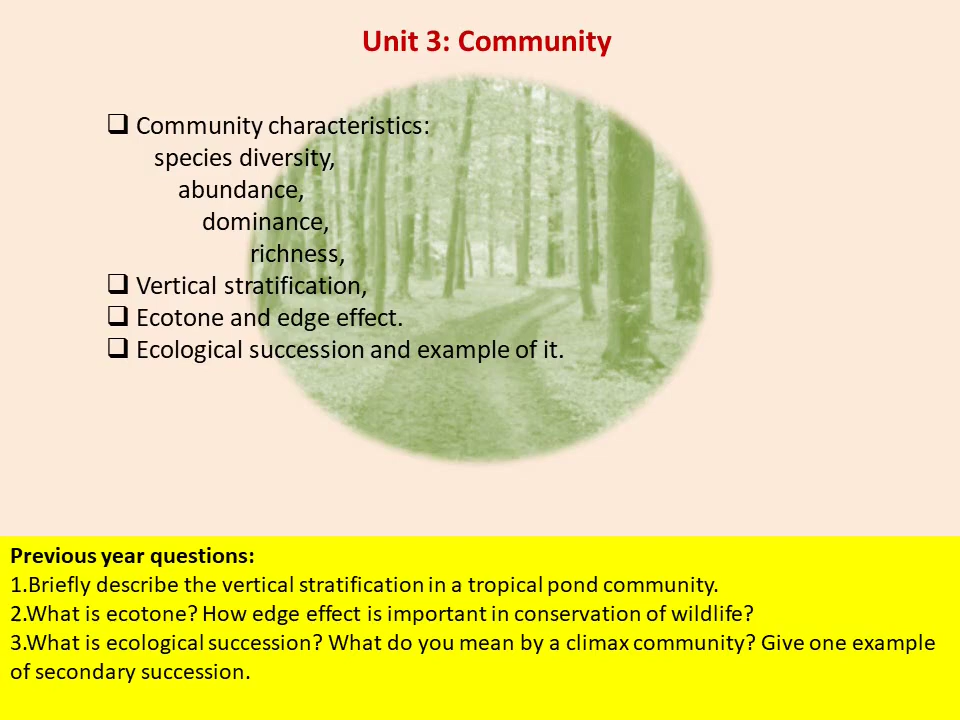 Unit 3: Community
❑ Community characteristics:
species diversity,
abundance,
dominance,
richness,
❑ Vertical stratification,
❑ Ecotone and edge effect.
❑ Ecological succession and example of it.
Previous year questions:
1.Briefly describe the vertical stratification in a tropical pond community.
2.What is ecotone? How edge effect is important in conservation of wildlife?
3.What is ecological succession? What do you mean by a climax community? Give one example
of secondary succession.